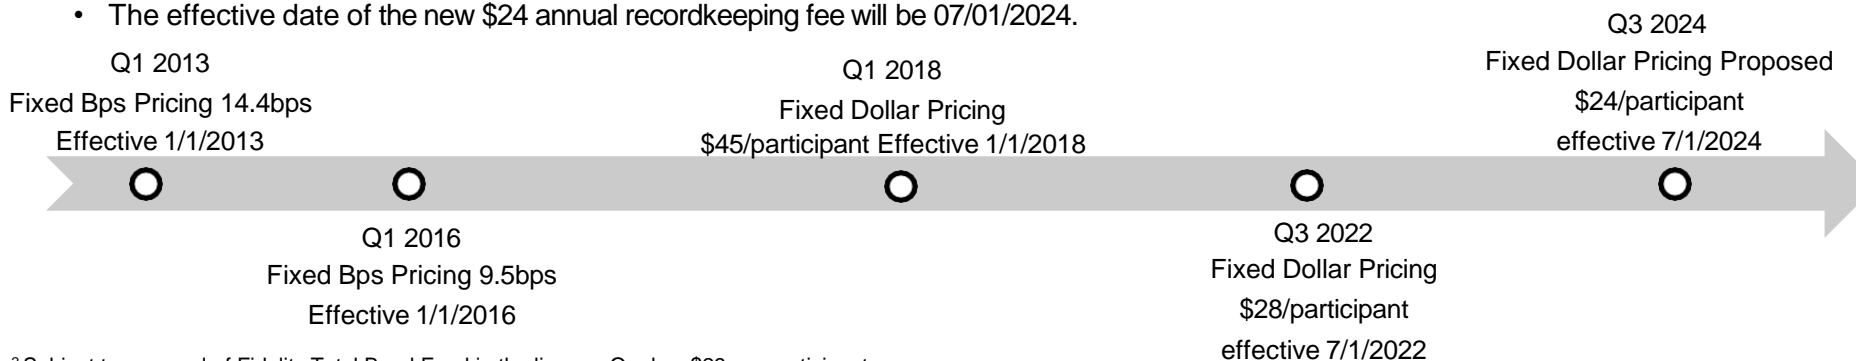 • The effective date of the new $24 annual recordkeeping fee will be 07/01/2024.
Q1 2013
Fixed Bps Pricing 14.4bps
Effective 1/1/2013
Q1 2016
Fixed Bps Pricing 9.5bps
Effective 1/1/2016
Q1 2018
Fixed Dollar Pricing
$45/participant Effective 1/1/2018
Q3 2022
Fixed Dollar Pricing
$28/participant
effective 7/1/2022
Q3 2024
Fixed Dollar Pricing Proposed
$24/participant
effective 7/1/2024